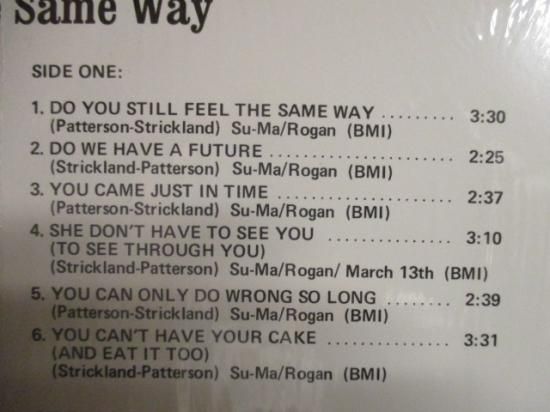 Same Way
SIDE ONE:
1. DO YOU STILL FEEL THE SAME WAY ......... 3:30
(Patterson-Strickland) Su-Ma/Rogan (BMI)
2. DO WE HAVE A FUTURE ...................... 2:25
(Strickland-Patterson) Su-Ma/Rogan (BMI)
3. YOU CAME JUST IN TIME ..................... 2:37
(Patterson-Strickland) Su-Ma/Rogan (BMI)
4. SHE DON'T HAVE TO SEE YOU ............... 3:10
(TO SEE THROUGH YOU)
(Strickland-Patterson) Su-Ma/Rogan/ March 13th (BMI)
5. YOU CAN ONLY DO WRONG SO LONG ........ 2:39
(Patterson-Strickland) Su-Ma/Rogan (BMI)
6. YOU CAN'T HAVE YOUR CAKE ............... 3:31
(AND EAT IT TOO)
(Strickland-Patterson) Su-Ma/Rogan (BMI)